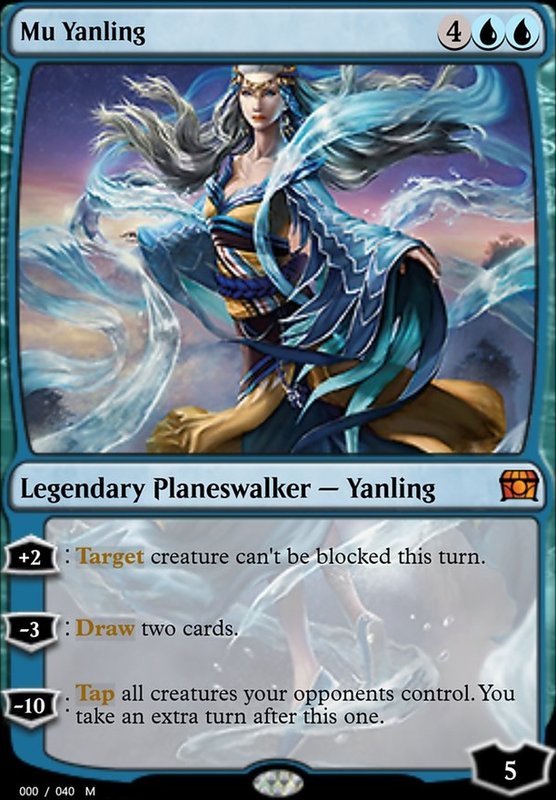 Mu Yanling 4
Legendary Planeswalker — Yanling
+2 : Target creature can't be blocked this turn.
-3 : Draw two cards.
-10 : Tap all creatures your opponents control. You
take an extra turn after this one.
5
000 / 040 M